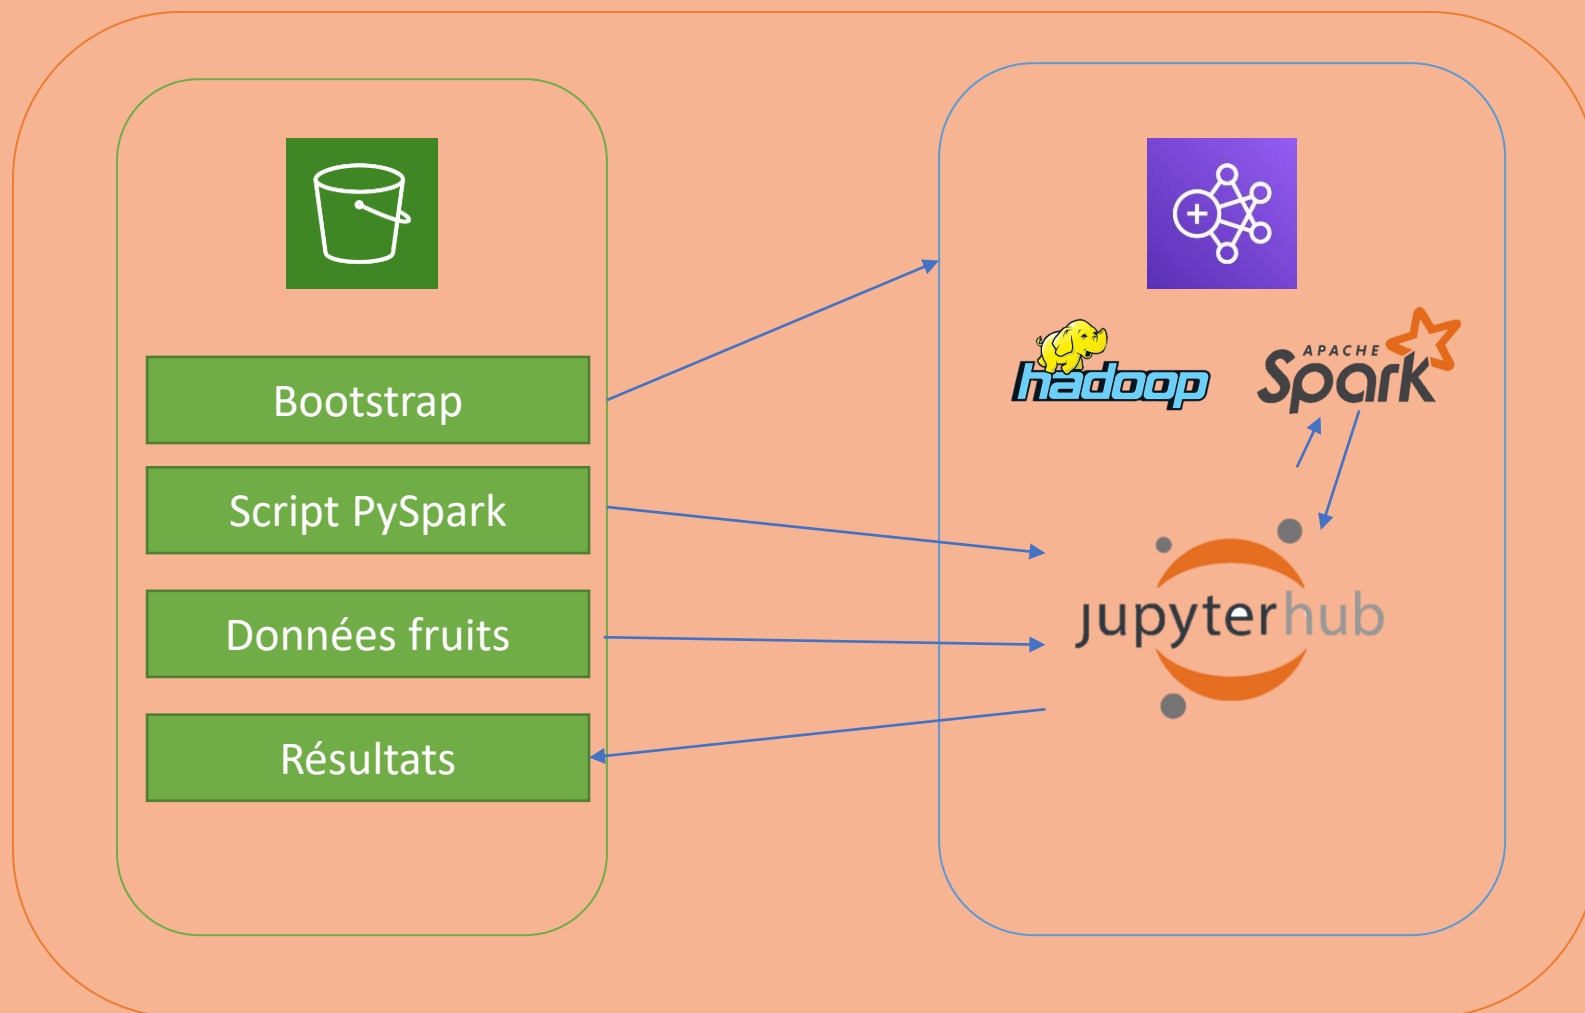 Bootstrap
Script PySpark
Données fruits
Résultats
hadoop
APACHE
Spark
jupyterhub